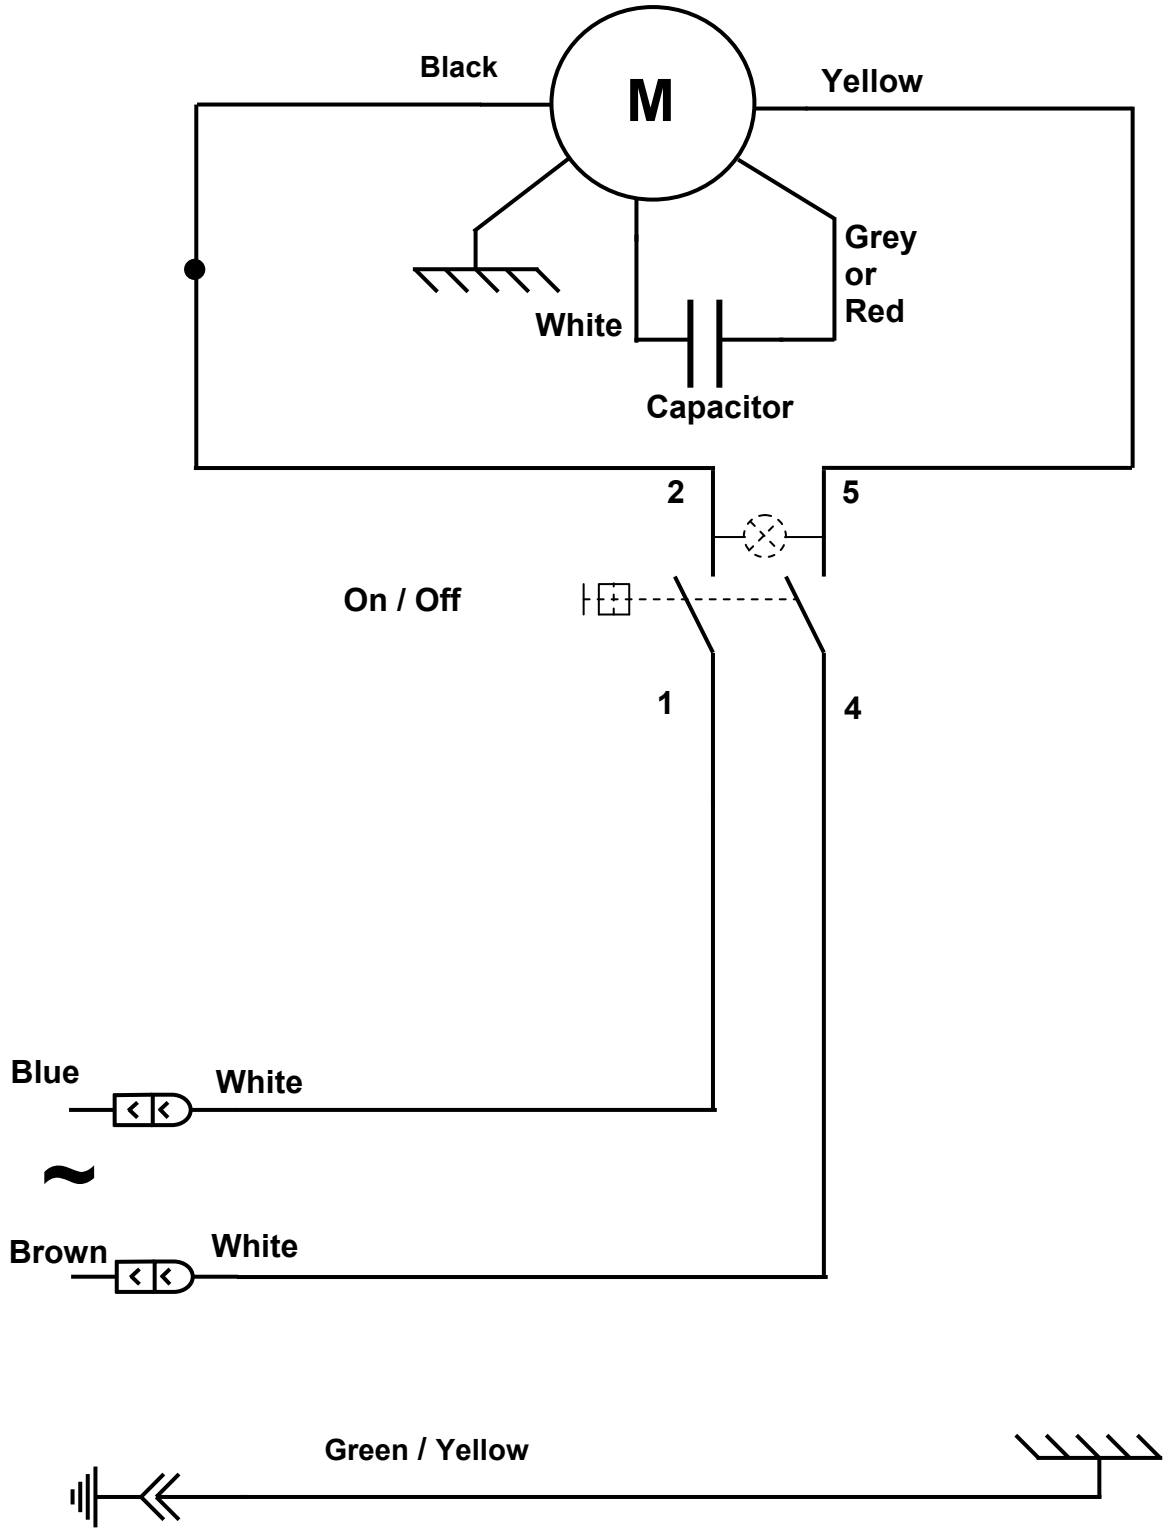 Black
M
Yellow
Grey
or
Red
White
Capacitor
2
5
On / Off
1
4
Blue
White
~
Brown
White
Green / Yellow